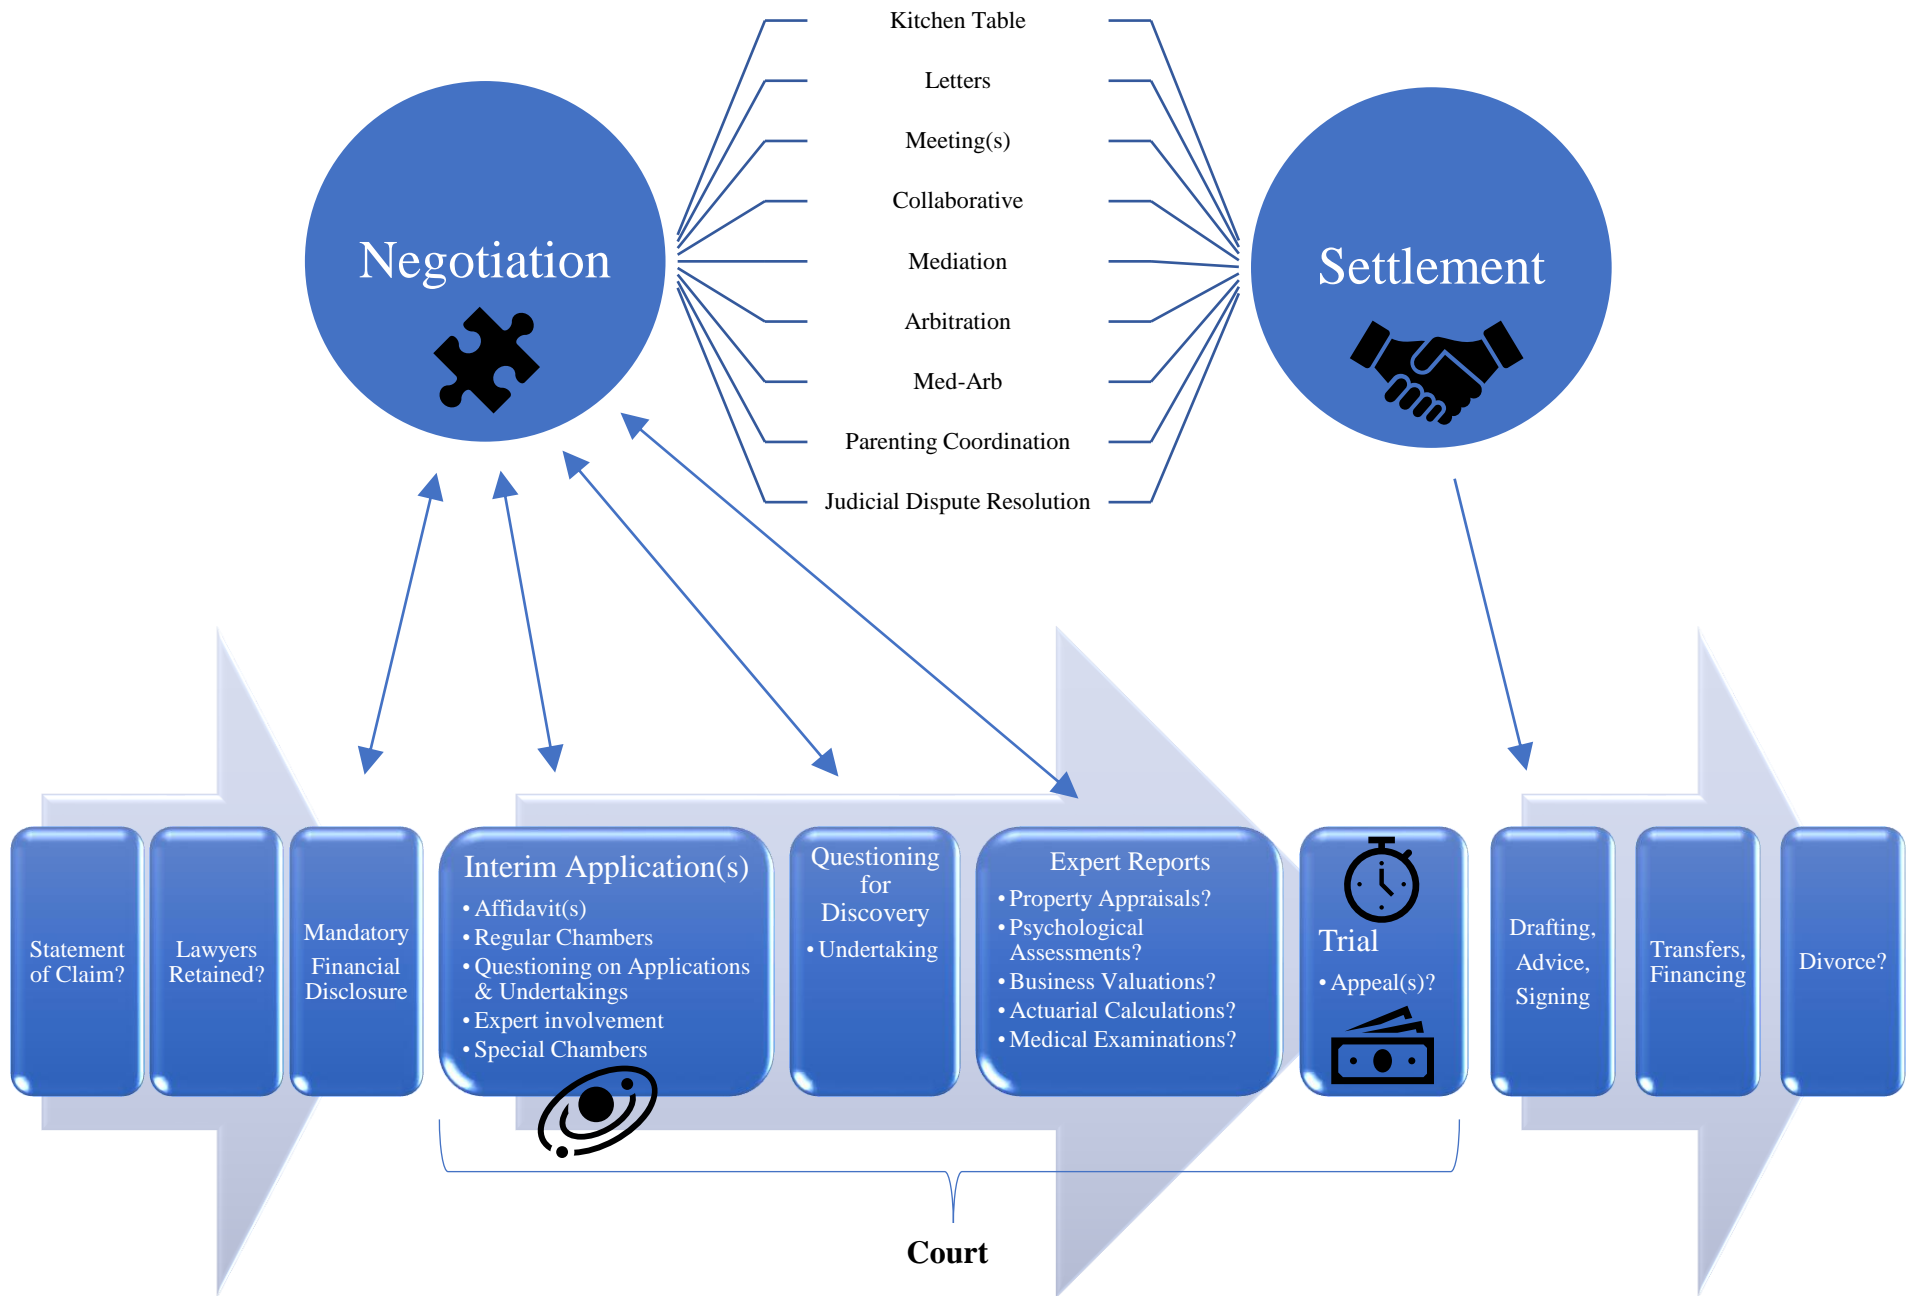 Kitchen Table
Letters
Meeting(s)
Collaborative
Mediation
Arbitration
Med-Arb
Parenting Coordination
Judicial Dispute Resolution
Negotiation
Settlement
Statement
of Claim?
Lawyers
Retained?
Mandatory
Financial
Disclosure
Interim Application(s)
• Affidavit(s)
• Regular Chambers
• Questioning on Applications
& Undertakings
• Expert involvement
• Special Chambers
Questioning
for
Discovery
• Undertaking
Expert Reports
• Property Appraisals?
• Psychological
Assessments?
• Business Valuations?
• Actuarial Calculations?
• Medical Examinations?
Trial
• Appeal(s)?
Drafting,
Advice,
Signing
Transfers,
Financing
Divorce?
Court